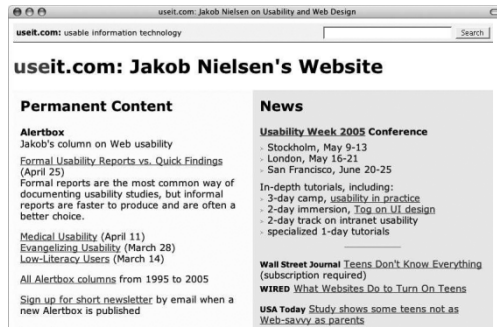 useit.com: Jakob Nielsen on Usability and Web Design
useit.com: usable information technology
Search
useit.com: Jakob Nielsen's Website
Permanent Content
Alertbox
Jakob's column on Web usability
Formal Usability Reports vs. Quick Findings
(April 25)
Formal reports are the most common way of
documenting usability studies, but informal
reports are faster to produce and are often a
better choice.
Medical Usability (April 11)
Evangelizing Usability (March 28)
Low-Literacy Users (March 14)
All Alertbox columns from 1995 to 2005
Sign up for short newsletter by email when a
new Alertbox is published
News
Usability Week 2005 Conference
> Stockholm, May 9-13
> London, May 16-21
> San Francisco, June 20-25
In-depth tutorials, including:
> 3-day camp, usability in practice
> 2-day immersion, Tog on UI design
> 2-day track on intranet usability
> specialized 1-day tutorials
Wall Street Journal Teens Don't Know Everything
(subscription required)
WIRED What Websites Do to Turn On Teens
USA Today Study shows some teens not as
Web-savvy as parents